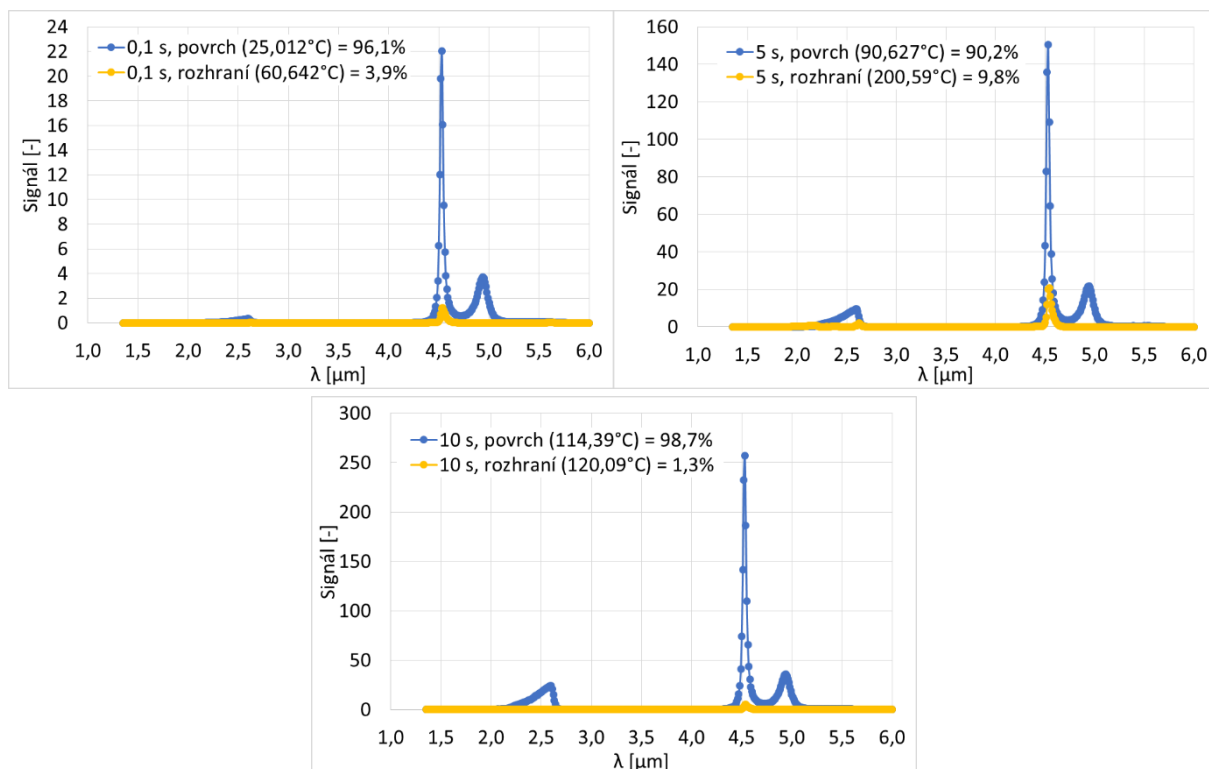 0,1 s, povrch (25,012°C) = 96,1%
0,1 s, rozhraní (60,642°C) = 3,9%
Signál [-]
24
22
20
18
16
14
12
10
8
6
4
2
0
1,0 1,5 2,0 2,5 3,0 3,5 4,0 4,5 5,0 5,5 6,0
λ [μm]
5 s, povrch (90,627°C) = 90,2%
5 s, rozhraní (200,59°C) = 9,8%
Signál [-]
160
140
120
100
80
60
40
20
0
1,0 1,5 2,0 2,5 3,0 3,5 4,0 4,5 5,0 5,5 6,0
λ [μm]
10 s, povrch (114,39°C) = 98,7%
10 s, rozhraní (120,09°C) = 1,3%
Signál [-]
300
250
200
150
100
50
0
1,0 1,5 2,0 2,5 3,0 3,5 4,0 4,5 5,0 5,5 6,0
λ [μm]